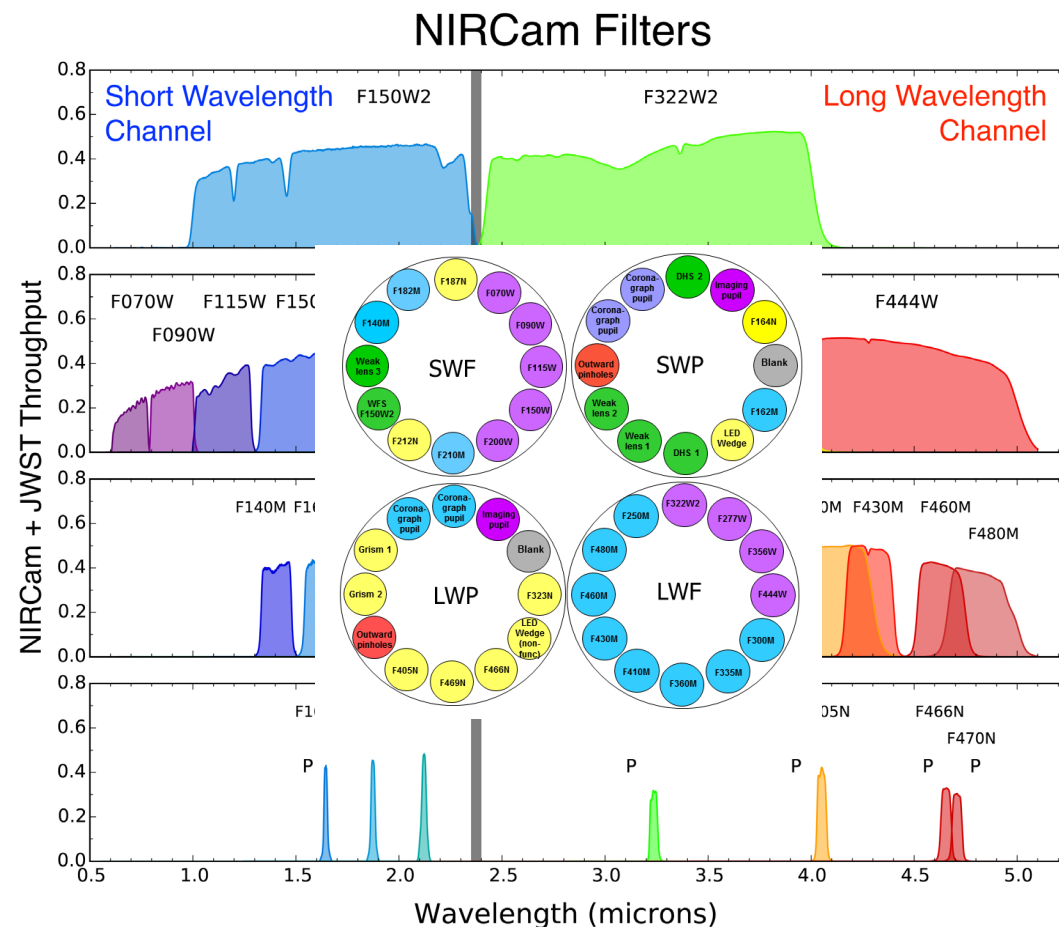 NIRCam Filters
NIRCam + JWST Throughput
0.8
0.6
0.4
0.2
0.0
Short Wavelength
Channel
F150W2
F322W2
Long Wavelength
Channel
0.8
0.6
0.4
0.2
0.0
F070W
F115W
F150
F090W
F444W
0.8
0.6
0.4
0.2
0.0
F140M
F16
0M
F430M
F460M
F480M
0.8
0.6
0.4
0.2
0.0
F16
05N
F466N
F470N
P
P
P
P
P
SWF
F187N
F070W
F090W
F115W
F150W
F200W
F210M
F212N
WFS
F150W2
Weak
lens 3
F140M
F182M
SWP
DHS 2
Imaging
pupil
F164N
Blank
F162M
LED
Wedge
DHS 1
Weak
lens 1
Weak
lens 2
Outward
pinholes
Corona-
graph
pupil
Corona-
graph
pupil
LWP
Corona-
graph
pupil
Imaging
pupil
Blank
F323N
LED
Wedge
(non-
func)
F466N
F469N
F405N
Outward
pinholes
Grism 2
Grism 1
Corona-
graph
pupil
LWF
F322W2
F277W
F356W
F444W
F300M
F335M
F360M
F410M
F430M
F460M
F480M
F250M
0.5
1.0
1.5
2.0
2.5
3.0
3.5
4.0
4.5
5.0
Wavelength (microns)